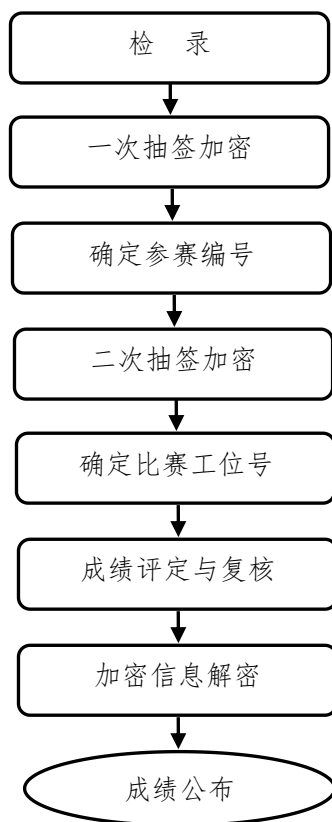 检 录
一次抽签加密
确定参赛编号
二次抽签加密
确定比赛工位号
成绩评定与复核
加密信息解密
成绩公布